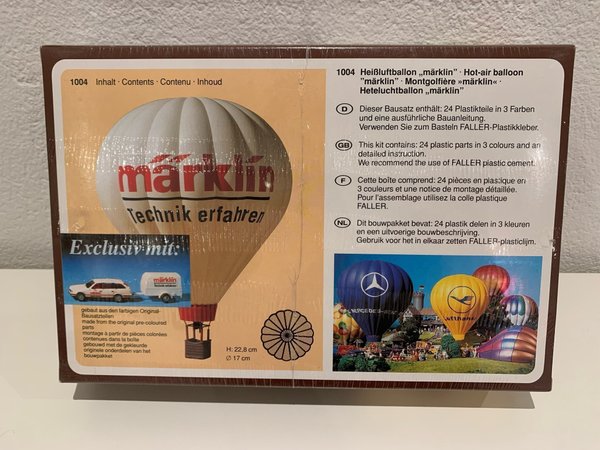 1004 Inhalt · Contents · Contenu · Inhoud
märklin
Technik erfahren
Exclusiv mit:
märklin
gebaut aus den farbigen Original-
Bausatzteilen
made from the original pre-coloured
parts
montage à partir de pièces colorées
contenues dans la boîte
gebouwd met de gekleurde
originele onderdelen van het
bouwpakket
H: 22,8 cm
Ø 17 cm
1004 Heißluftballon „märklin" · Hot-air balloon
"märklin" · Montgolfière »märklin« ·
Heteluchtballon „märklin"
D Dieser Bausatz enthält: 24 Plastikteile in 3 Farben
und eine ausführliche Bauanleitung.
Verwenden Sie zum Basteln FALLER-Plastikkleber.
GB This kit contains: 24 plastic parts in 3 colours and an
detailed instruction.
We recommend the use of FALLER plastic cement.
F Cette boîte comprend: 24 pièces en plastique en
3 couleurs et une notice de montage détaillée.
Pour l'assemblage utilisez la colle plastique
FALLER.
NL Dit bouwpakket bevat: 24 plastik delen in 3 kleuren
en een uitvoerige bouwbeschrijving.
Gebruik voor het in elkaar zetten FALLER-plasticlijm.
Lufthansa